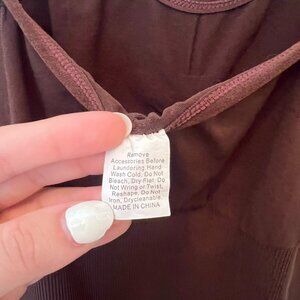 Remove
Accessories Before
Laundering.Hand
Wash Cold, Do Not
Bleach, Dry Flat, Do
Not Wring or Twist,
Reshape, Do Not
Iron, Drycleanable.
MADE IN CHINA